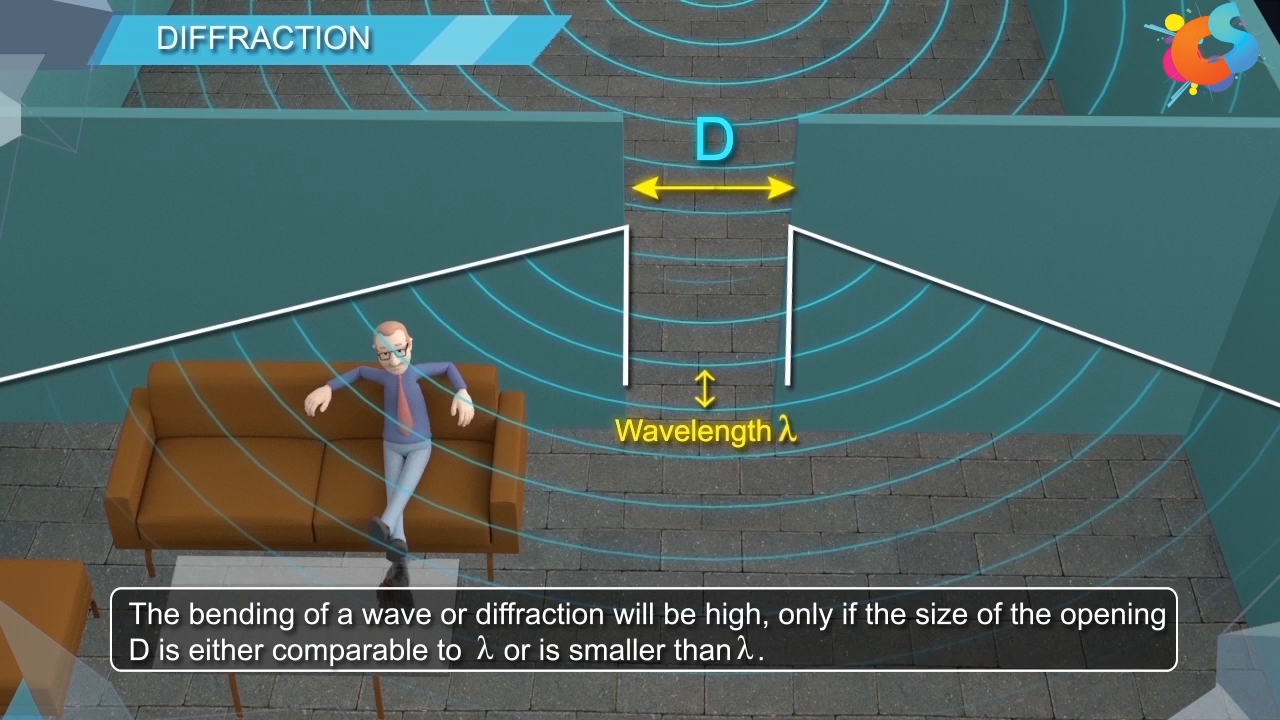 DIFFRACTION
D
Wavelength λ
The bending of a wave or diffraction will be high, only if the size of the opening
D is either comparable to λ or is smaller than λ.